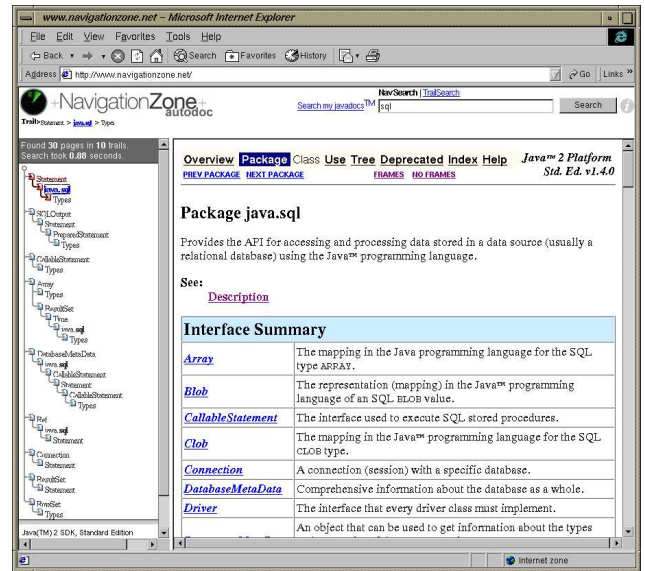 www.navigationzone.net - Microsoft Internet Explorer
File Edit View Favorites Tools Help
Back Search Favorites History
Address http://www.navigationzone.net/ Go Links »
NavigationZone+
autodoc
NavSearch | TrailSearch
Search my javadocs™ sql Search
Trail> Statement > java.sql > Types
Found 30 pages in 10 trails.
Search took 0.88 seconds.
Statement
java.sql
Types
SQLOutput
Statement
PreparedStatement
Types
CallableStatement
Types
Array
Types
ResultSet
Time
java.sql
Types
DatabaseMetaData
java.sql
CallableStatement
Statement
CallableStatement
Types
Ref
java.sql
Statement
Connection
Statement
ResultSet
Statement
RowSet
Types
Java(TM) 2 SDK, Standard Edition
Overview Package Class Use Tree Deprecated Index Help
PREV PACKAGE NEXT PACKAGE FRAMES NO FRAMES
Java™ 2 Platform
Std. Ed. v1.4.0
Package java.sql
Provides the API for accessing and processing data stored in a data source (usually a
relational database) using the Java™ programming language.
See:
Description
Interface Summary
Array The mapping in the Java programming language for the SQL
type ARRAY.
Blob The representation (mapping) in the Java™ programming
language of an SQL BLOB value.
CallableStatement The interface used to execute SQL stored procedures.
Clob The mapping in the Java™ programming language for the SQL
CLOB type.
Connection A connection (session) with a specific database.
DatabaseMetaData Comprehensive information about the database as a whole.
Driver The interface that every driver class must implement.
An object that can be used to get information about the types
Internet zone